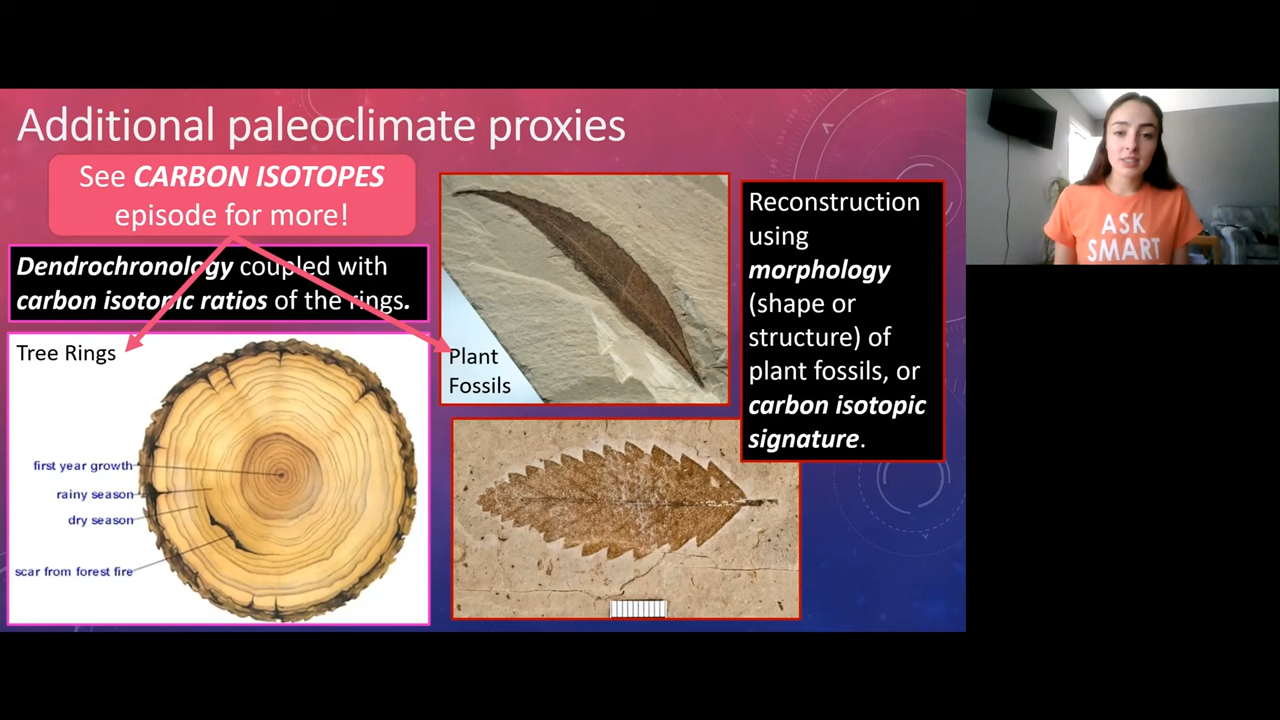 Additional paleoclimate proxies
See CARBON ISOTOPES
episode for more!
Dendrochronology coupled with
carbon isotopic ratios of the rings.
Tree Rings
first year growth
rainy season
dry season
scar from forest fire
Plant
Fossils
Reconstruction
using
morphology
(shape or
structure) of
plant fossils, or
carbon isotopic
signature.
ASK
SMART